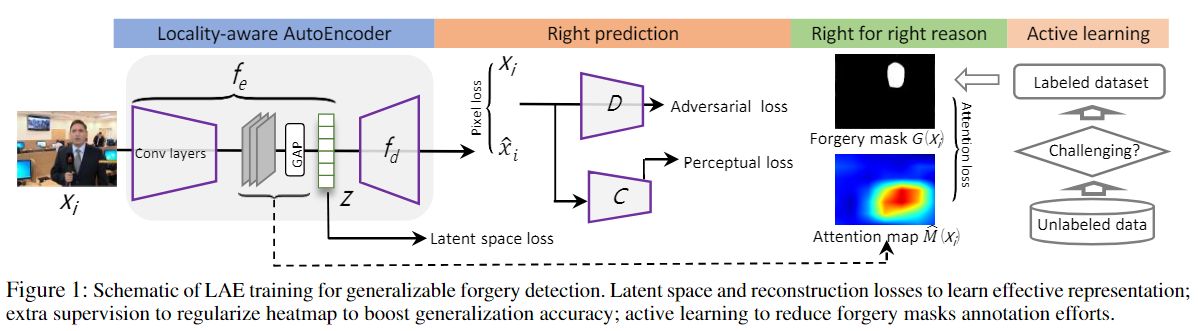 Locality-aware AutoEncoder
Right prediction
Right for right reason
Active learning
f_e
X_i
Conv layers
GAP
Z
f_d
Latent space loss
Pixel loss
X_i
x̂_i
D
Adversarial loss
C
Perceptual loss
Forgery mask G(X_i)
Attention map M̂(X_i)
Attention loss
Labeled dataset
Challenging?
Unlabeled data
Figure 1: Schematic of LAE training for generalizable forgery detection. Latent space and reconstruction losses to learn effective representation;
extra supervision to regularize heatmap to boost generalization accuracy; active learning to reduce forgery masks annotation efforts.